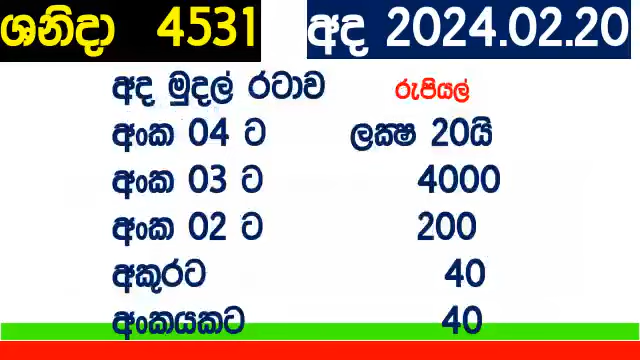 ශනිදා 4531 අද 2024.02.20
අද මුදල් රටාව රුපියල්
අංක 04 ට ලක්ෂ 20යි
අංක 03 ට 4000
අංක 02 ට 200
අකුරට 40
අංකයකට 40